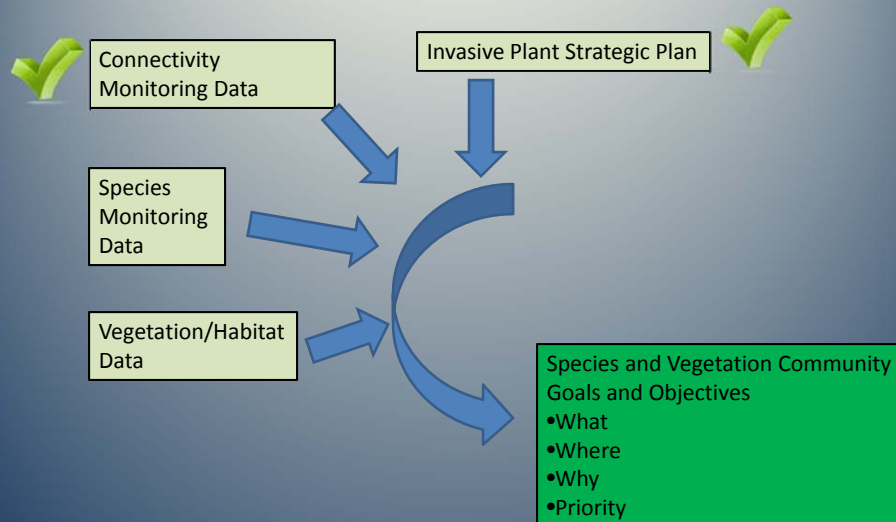 Connectivity
Monitoring Data
Invasive Plant Strategic Plan
Species
Monitoring
Data
Vegetation/Habitat
Data
Species and Vegetation Community
Goals and Objectives
•What
•Where
•Why
•Priority